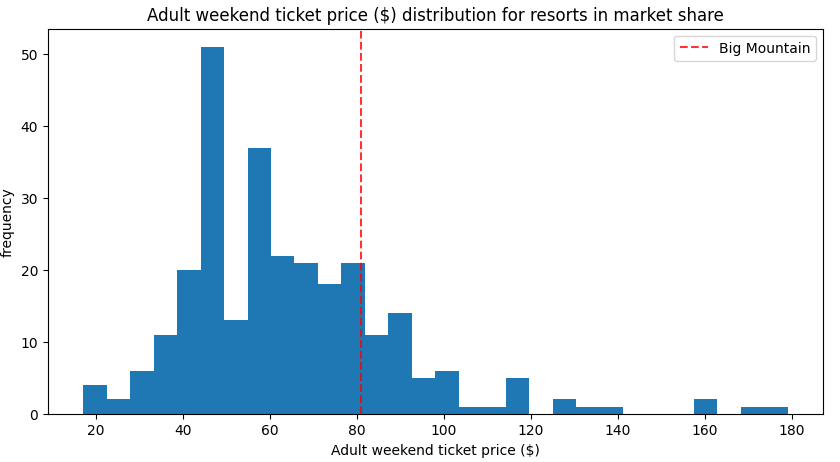 Adult weekend ticket price ($) distribution for resorts in market share
Big Mountain
frequency
50
40
30
20
10
0
20 40 60 80 100 120 140 160 180
Adult weekend ticket price ($)